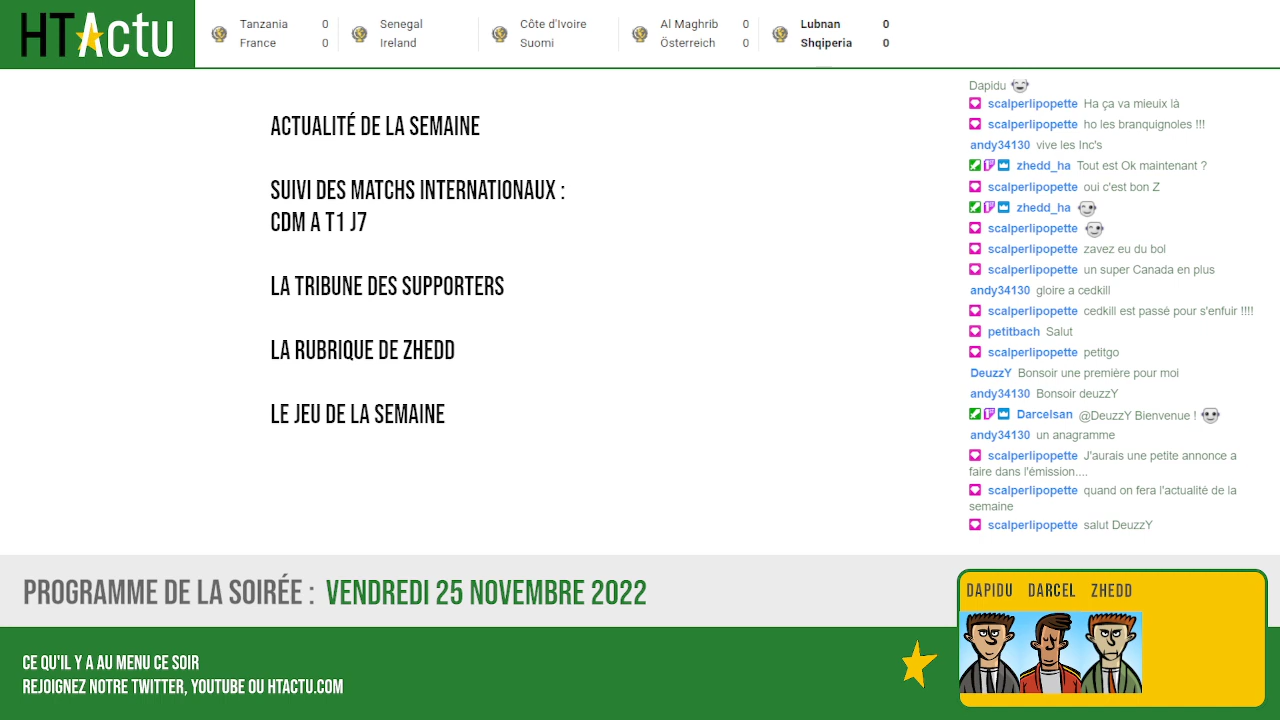 HTActu
Tanzania 0
France 0
Senegal
Ireland
Côte d'Ivoire
Suomi
Al Maghrib 0
Österreich 0
Lubnan 0
Shqiperia 0
ACTUALITÉ DE LA SEMAINE
SUIVI DES MATCHS INTERNATIONAUX :
CDM A T1 J7
LA TRIBUNE DES SUPPORTERS
LA RUBRIQUE DE ZHEDD
LE JEU DE LA SEMAINE
Dapidu
scalperlipopette Ha ça va mieuix là
scalperlipopette ho les branquignoles !!!
andy34130 vive les Inc's
zhedd_ha Tout est Ok maintenant ?
scalperlipopette oui c'est bon Z
zhedd_ha
scalperlipopette
scalperlipopette zavez eu du bol
scalperlipopette un super Canada en plus
andy34130 gloire a cedkill
scalperlipopette cedkill est passé pour s'enfuir !!!!
petitbach Salut
scalperlipopette petitgo
DeuzzY Bonsoir une première pour moi
andy34130 Bonsoir deuzzY
Darcelsan @DeuzzY Bienvenue !
andy34130 un anagramme
scalperlipopette J'aurais une petite annonce a
faire dans l'émission....
scalperlipopette quand on fera l'actualité de la
semaine
scalperlipopette salut DeuzzY
PROGRAMME DE LA SOIRÉE : VENDREDI 25 NOVEMBRE 2022
DAPIDU DARCEL ZHEDD
CE QU'IL Y A AU MENU CE SOIR
REJOIGNEZ NOTRE TWITTER, YOUTUBE OU HTACTU.COM